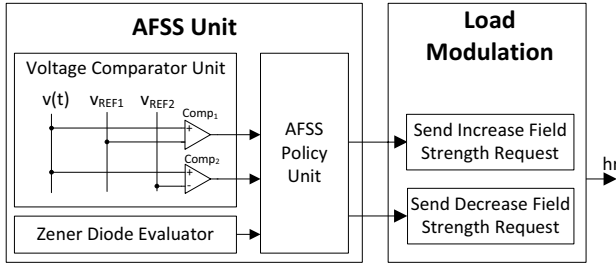 AFSS Unit
Voltage Comparator Unit
v(t) vREF1 vREF2
Comp1
+
-
Comp2
+
-
Zener Diode Evaluator
AFSS
Policy
Unit
Load
Modulation
Send Increase Field
Strength Request
Send Decrease Field
Strength Request